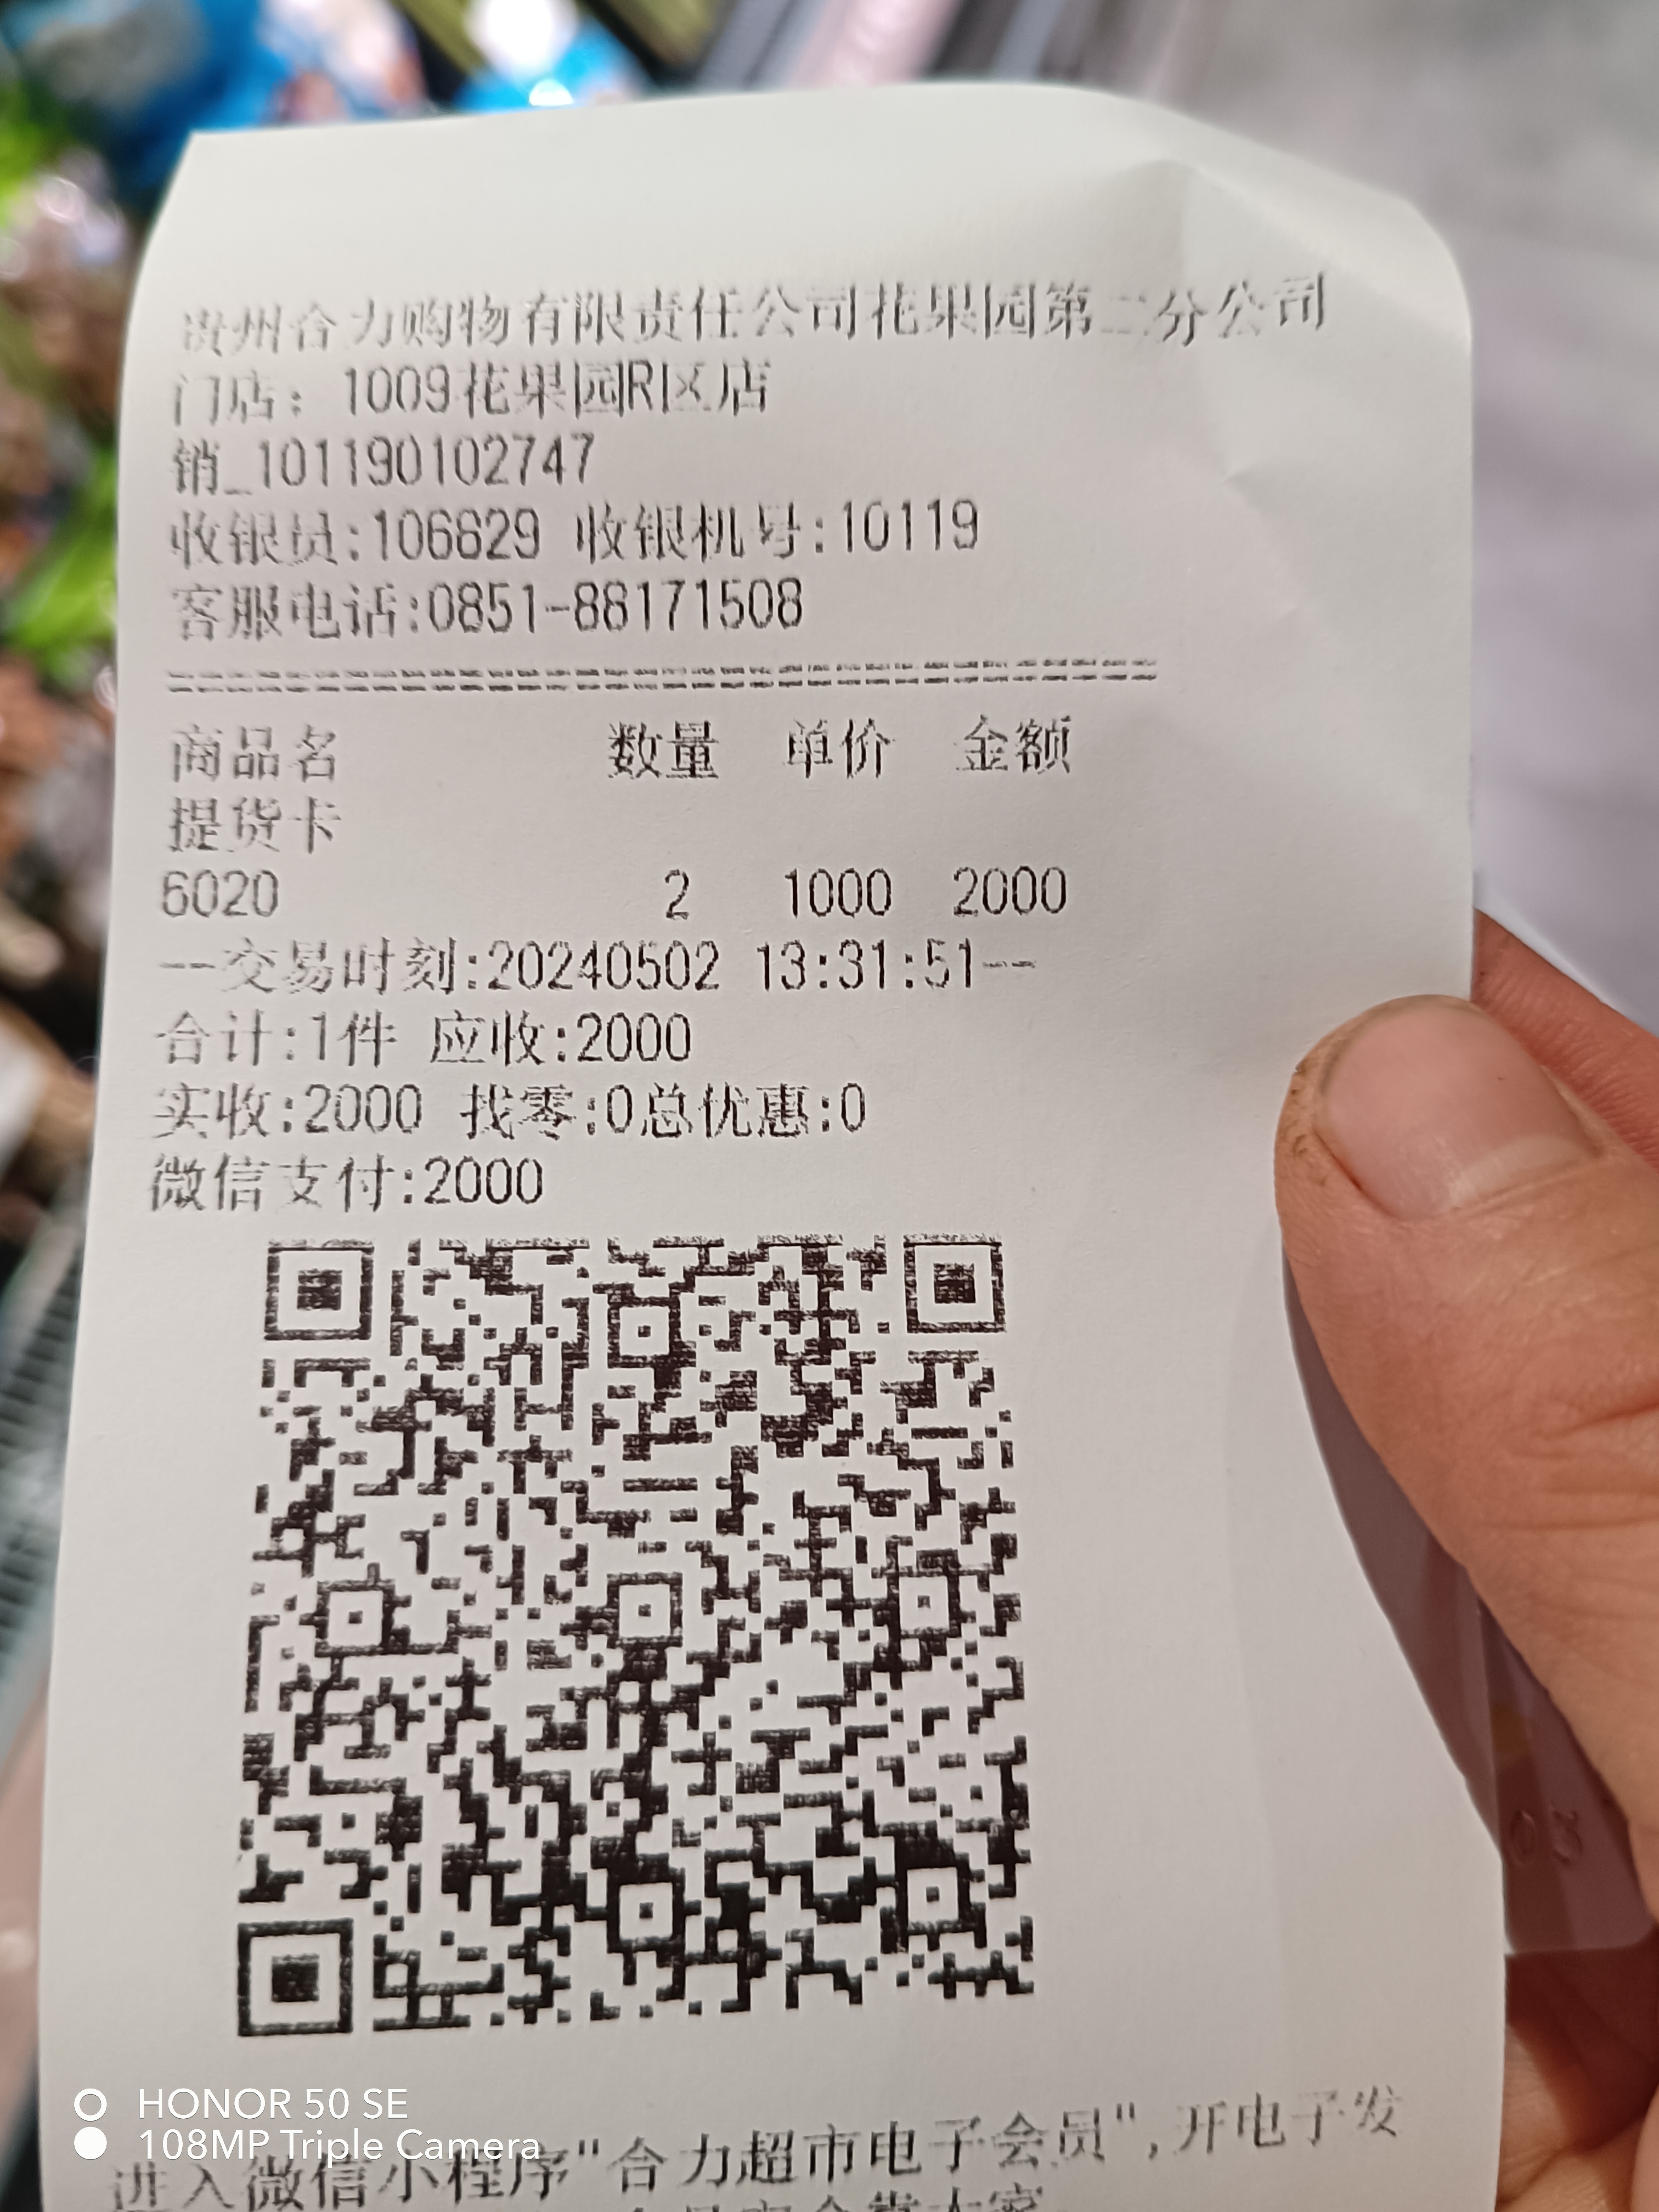 贵州合力购物有限责任公司花果园第二分公司
门店：1009花果园R区店
销_101190102747
收银员:106629 收银机号:10119
客服电话:0851-88171508
商品名 数量 单价 金额
提货卡
6020 2 1000 2000
--交易时刻:20240502 13:31:51--
合计:1件 应收:2000
实收:2000 找零:0总优惠:0
微信支付:2000
进入微信小程序"合力超市电子会员",开电子发
HONOR 50 SE
108MP Triple Camera